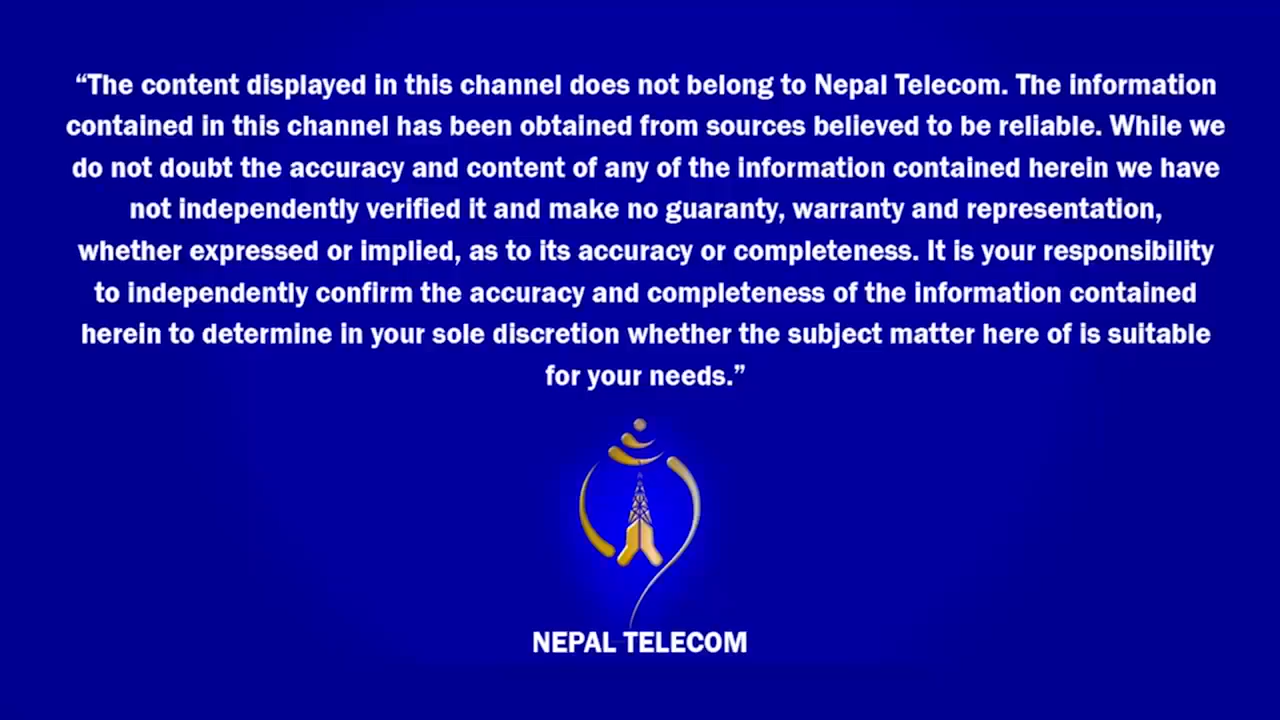 “The content displayed in this channel does not belong to Nepal Telecom. The information
contained in this channel has been obtained from sources believed to be reliable. While we
do not doubt the accuracy and content of any of the information contained herein we have
not independently verified it and make no guaranty, warranty and representation,
whether expressed or implied, as to its accuracy or completeness. It is your responsibility
to independently confirm the accuracy and completeness of the information contained
herein to determine in your sole discretion whether the subject matter here of is suitable
for your needs.”
NEPAL TELECOM